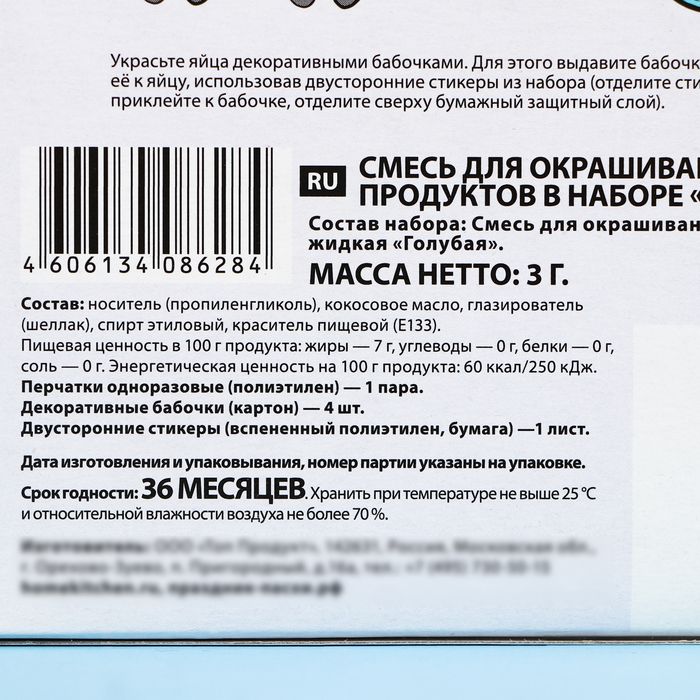 Украсьте яйца декоративными бабочками. Для этого выдавите бабочк
её к яйцу, использовав двусторонние стикеры из набора (отделите сти
приклейте к бабочке, отделите сверху бумажный защитный слой).
RU СМЕСЬ ДЛЯ ОКРАШИВАН
ПРОДУКТОВ В НАБОРЕ «
Состав набора: Смесь для окрашиван
жидкая «Голубая».
4 606134 086284
МАССА НЕТТО: 3 Г.
Состав: носитель (пропиленгликоль), кокосовое масло, глазирователь
(шеллак), спирт этиловый, краситель пищевой (Е133).
Пищевая ценность в 100 г продукта: жиры — 7 г, углеводы — 0 г, белки — 0 г,
соль — 0 г. Энергетическая ценность на 100 г продукта: 60 ккал/250 кДж.
Перчатки одноразовые (полиэтилен) — 1 пара.
Декоративные бабочки (картон) — 4 шт.
Двусторонние стикеры (вспененный полиэтилен, бумага) —1 лист.
Дата изготовления и упаковывания, номер партии указаны на упаковке.
Срок годности: 36 МЕСЯЦЕВ. Хранить при температуре не выше 25 °С
и относительной влажности воздуха не более 70 %.